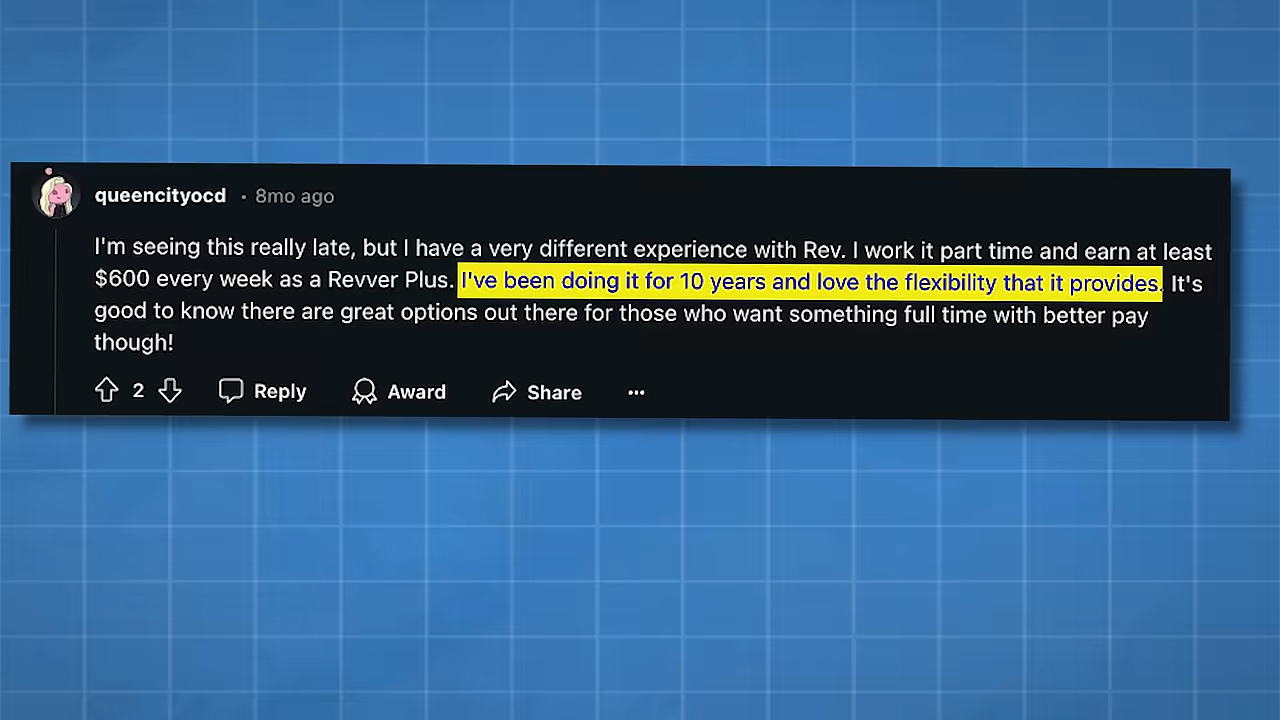 queencityocd · 8mo ago
I'm seeing this really late, but I have a very different experience with Rev. I work it part time and earn at least
$600 every week as a Revver Plus. I've been doing it for 10 years and love the flexibility that it provides. It's
good to know there are great options out there for those who want something full time with better pay
though!
2 Reply Award Share ...